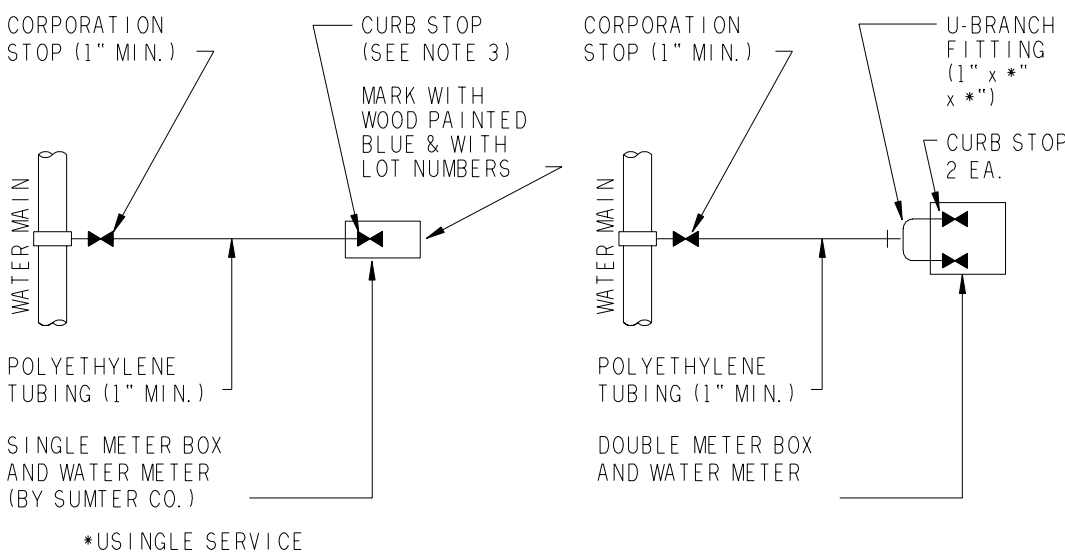 CORPORATION
STOP (1" MIN.)
CURB STOP
(SEE NOTE 3)
MARK WITH
WOOD PAINTED
BLUE & WITH
LOT NUMBERS
WATER MAIN
POLYETHYLENE
TUBING (1" MIN.)
SINGLE METER BOX
AND WATER METER
(BY SUMTER CO.)
*USINGLE SERVICE
CORPORATION
STOP (1" MIN.)
U-BRANCH
FITTING
(1" x *"
x *")
CURB STOP
2 EA.
WATER MAIN
POLYETHYLENE
TUBING (1" MIN.)
DOUBLE METER BOX
AND WATER METER